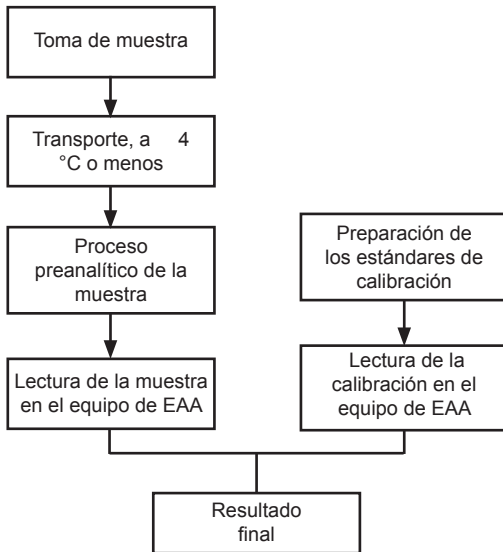 Toma de muestra
Transporte, a 4
°C o menos
Proceso
preanalítico de la
muestra
Lectura de la muestra
en el equipo de EAA
Preparación de
los estándares de
calibración
Lectura de la
calibración en el
equipo de EAA
Resultado
final